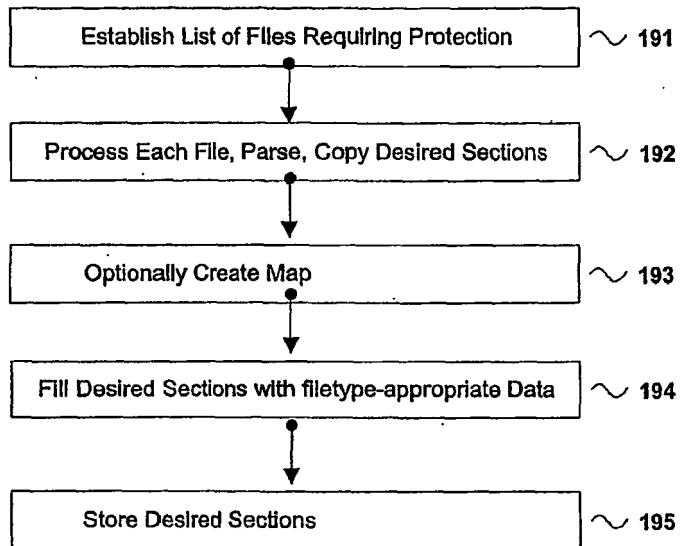 Establish List of Files Requiring Protection 191
Process Each File, Parse, Copy Desired Sections 192
Optionally Create Map 193
Fill Desired Sections with filetype-appropriate Data 194
Store Desired Sections 195